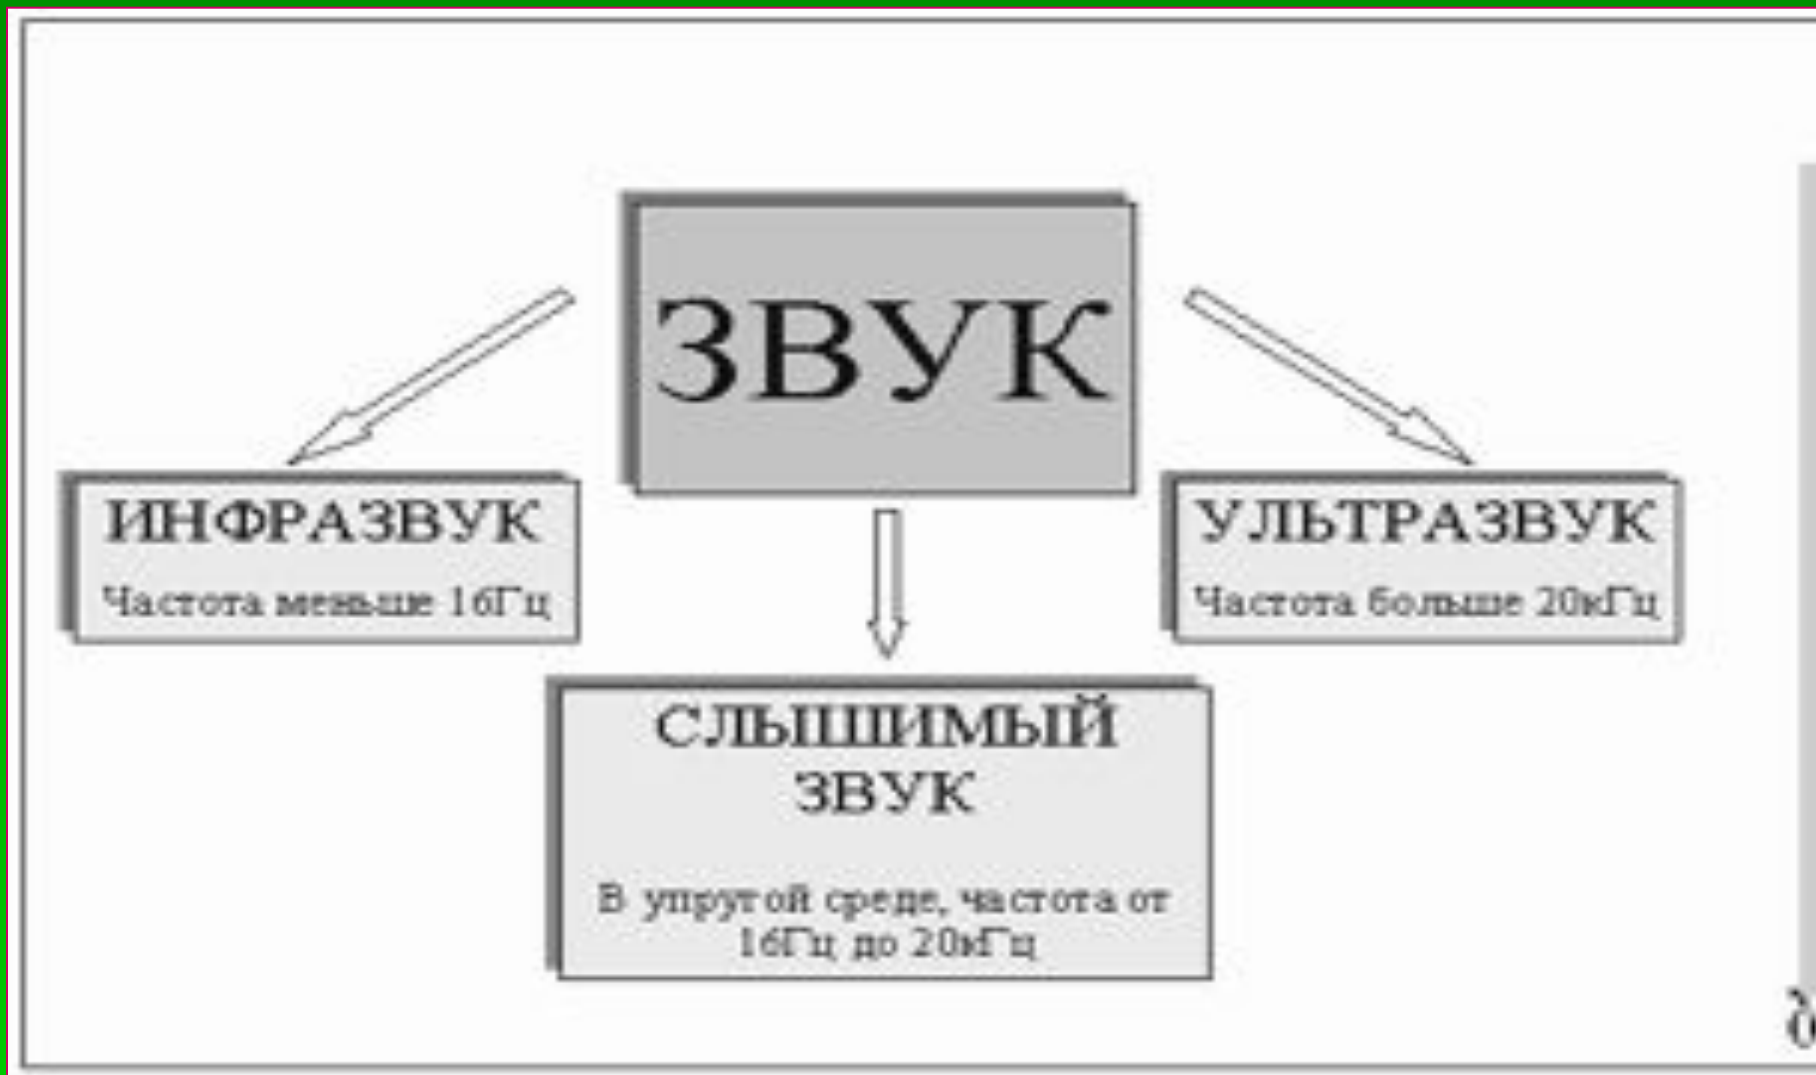 ЗВУК
ИНФРАЗВУК
Частота меньше 16Гц
УЛЬТРАЗВУК
Частота больше 20кГц
СЛЫШИМЫЙ
ЗВУК
В упругой среде, частота от
16Гц до 20кГц